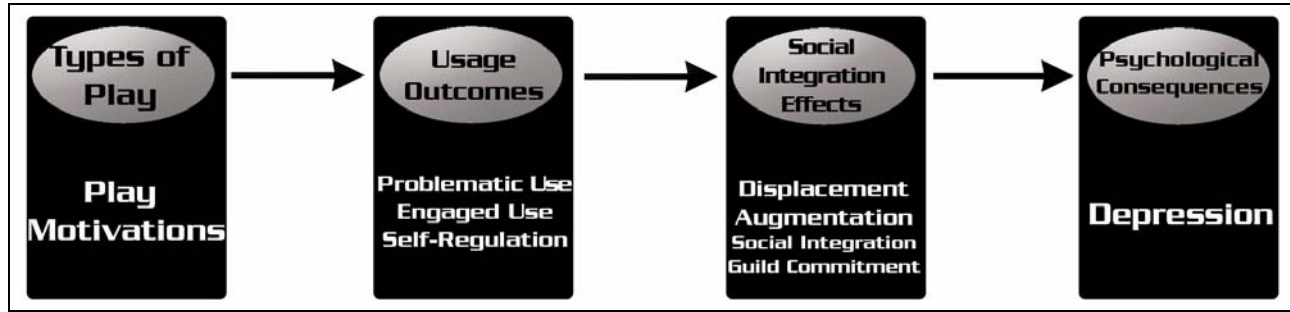 Types of
Play
Play
Motivations
Usage
Outcomes
Problematic Use
Engaged Use
Self-Regulation
Social
Integration
Effects
Displacement
Augmentation
Social Integration
Guild Commitment
Psychological
Consequences
Depression